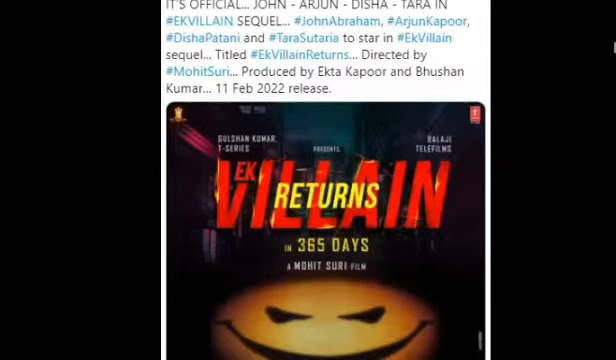 IT'S OFFICIAL... JOHN - ARJUN - DISHA - TARA IN
#EKVILLAIN SEQUEL... #JohnAbraham, #ArjunKapoor,
#DishaPatani and #TaraSutaria to star in #EkVillain
sequel... Titled #EkVillainReturns... Directed by
#MohitSuri... Produced by Ekta Kapoor and Bhushan
Kumar... 11 Feb 2022 release.
GULSHAN KUMAR
T-SERIES
PRESENTS
BALAJI
TELEFILMS
EK
VILLAIN
RETURNS
IN 365 DAYS
A MOHIT SURI FILM